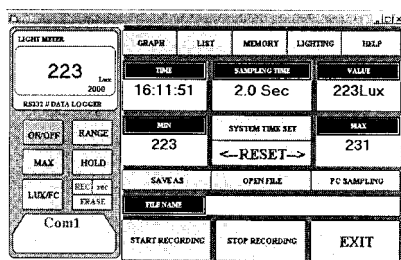 LIGHT METER
223 Lux
2000
RS232 // DATA LOGGER
ON/OFF RANGE
MAX HOLD
LUX/FC REC sec
ERASE
Com1
GRAPH LIST MEMORY LIGHTING HELP
TIME SAMPLING TIME VALUE
16:11:51 2.0 Sec 223Lux
MIN SYSTEM TIME SET MAX
223 <--RESET--> 231
SAVE AS OPEN FILE PC SAMPLING
FILE NAME
START RECORDING STOP RECORDING EXIT